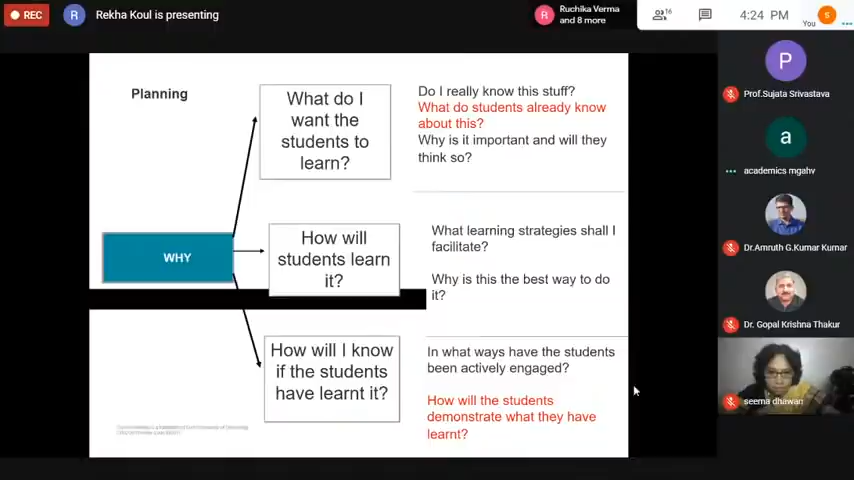 REC
R
Rekha Koul is presenting
R
Ruchika Verma
and 8 more
16
4:24 PM
You
S
Planning
What do I
want the
students to
learn?
Do I really know this stuff?
What do students already know
about this?
Why is it important and will they
think so?
WHY
How will
students learn
it?
What learning strategies shall I
facilitate?
Why is this the best way to do
it?
How will I know
if the students
have learnt it?
In what ways have the students
been actively engaged?
How will the students
demonstrate what they have
learnt?
P
Prof.Sujata Srivastava
a
academics mgahv
Dr.Amruth G.Kumar Kumar
Dr. Gopal Krishna Thakur
seema dhawan